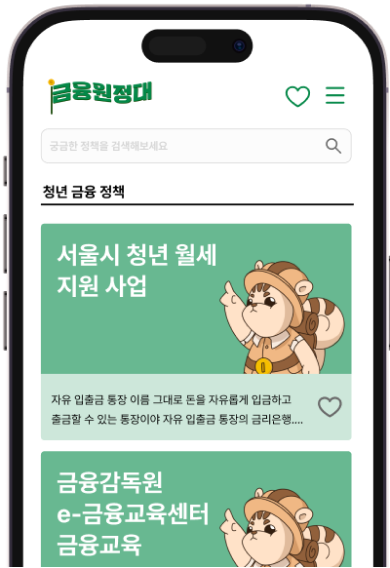 금융원정대
궁금한 정책을 검색해보세요
청년 금융 정책
서울시 청년 월세
지원 사업
자유 입출금 통장 이름 그대로 돈을 자유롭게 입금하고
출금할 수 있는 통장이야 자유 입출금 통장의 금리은행....
금융감독원
e-금융교육센터
금융교육